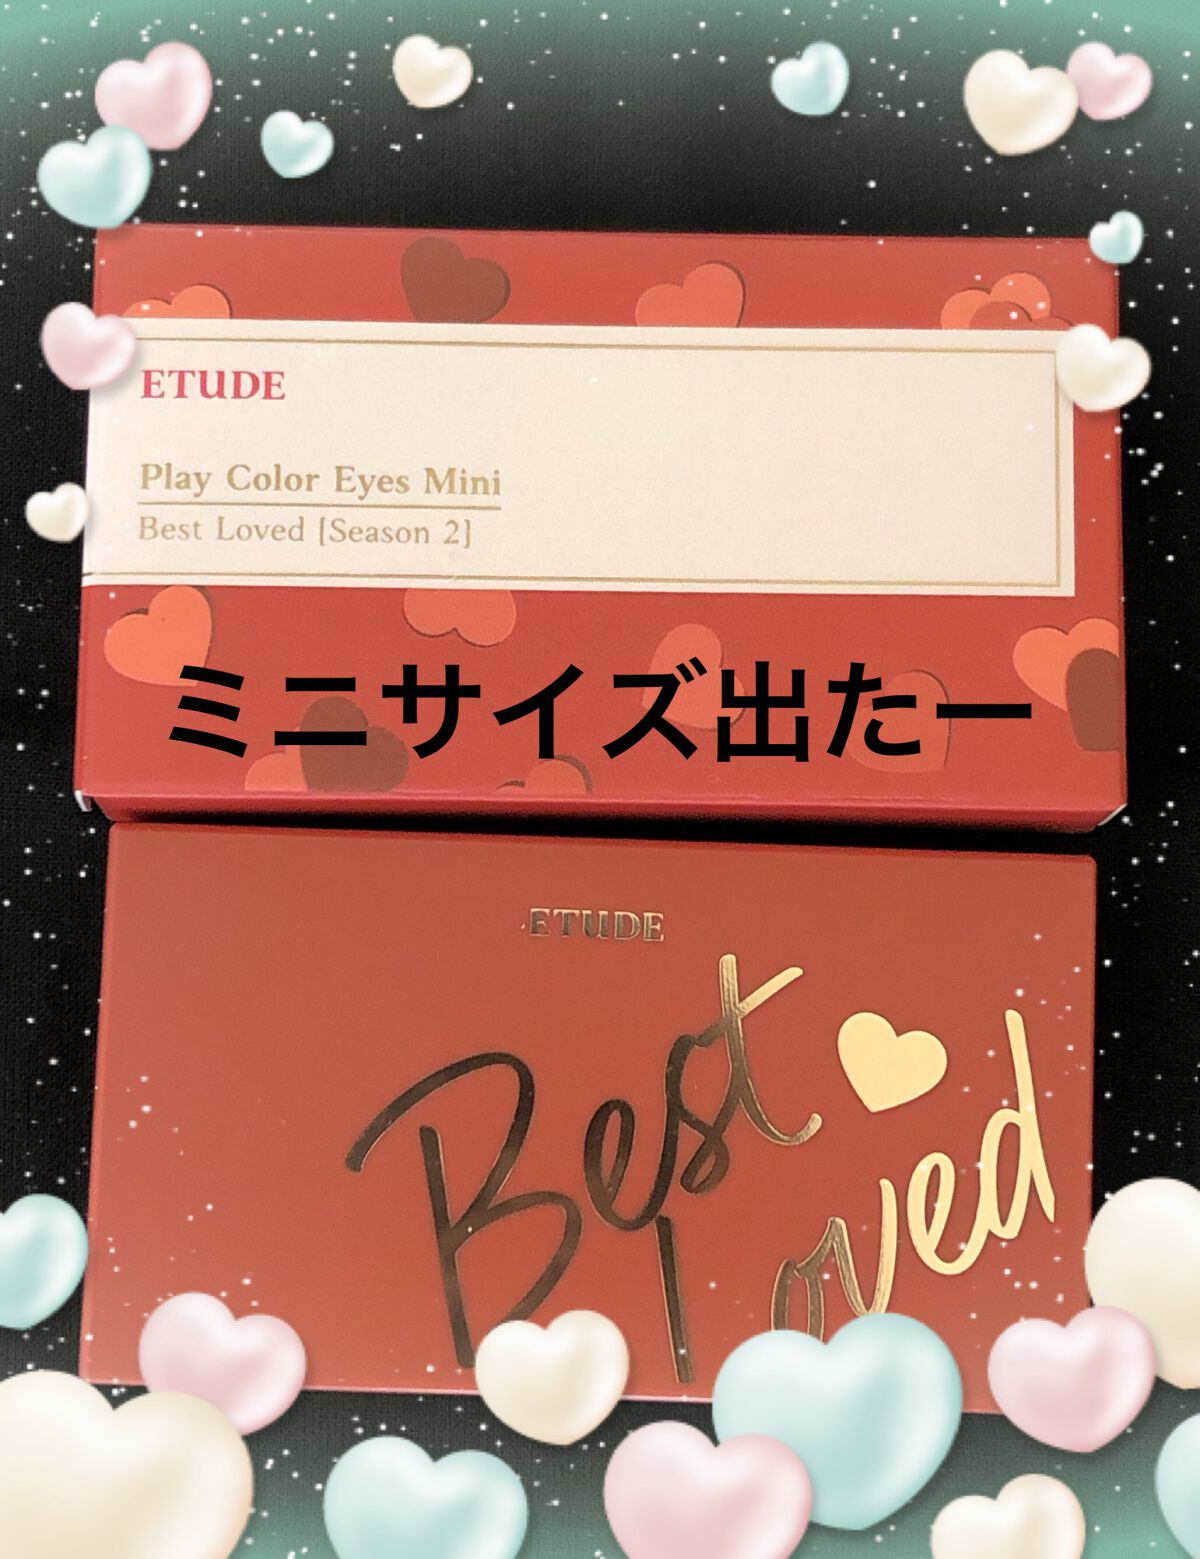 ETUDE
Play Color Eyes Mini
Best Loved [Season 2]
ミニサイズ出たー
ETUDE
Best
Loved